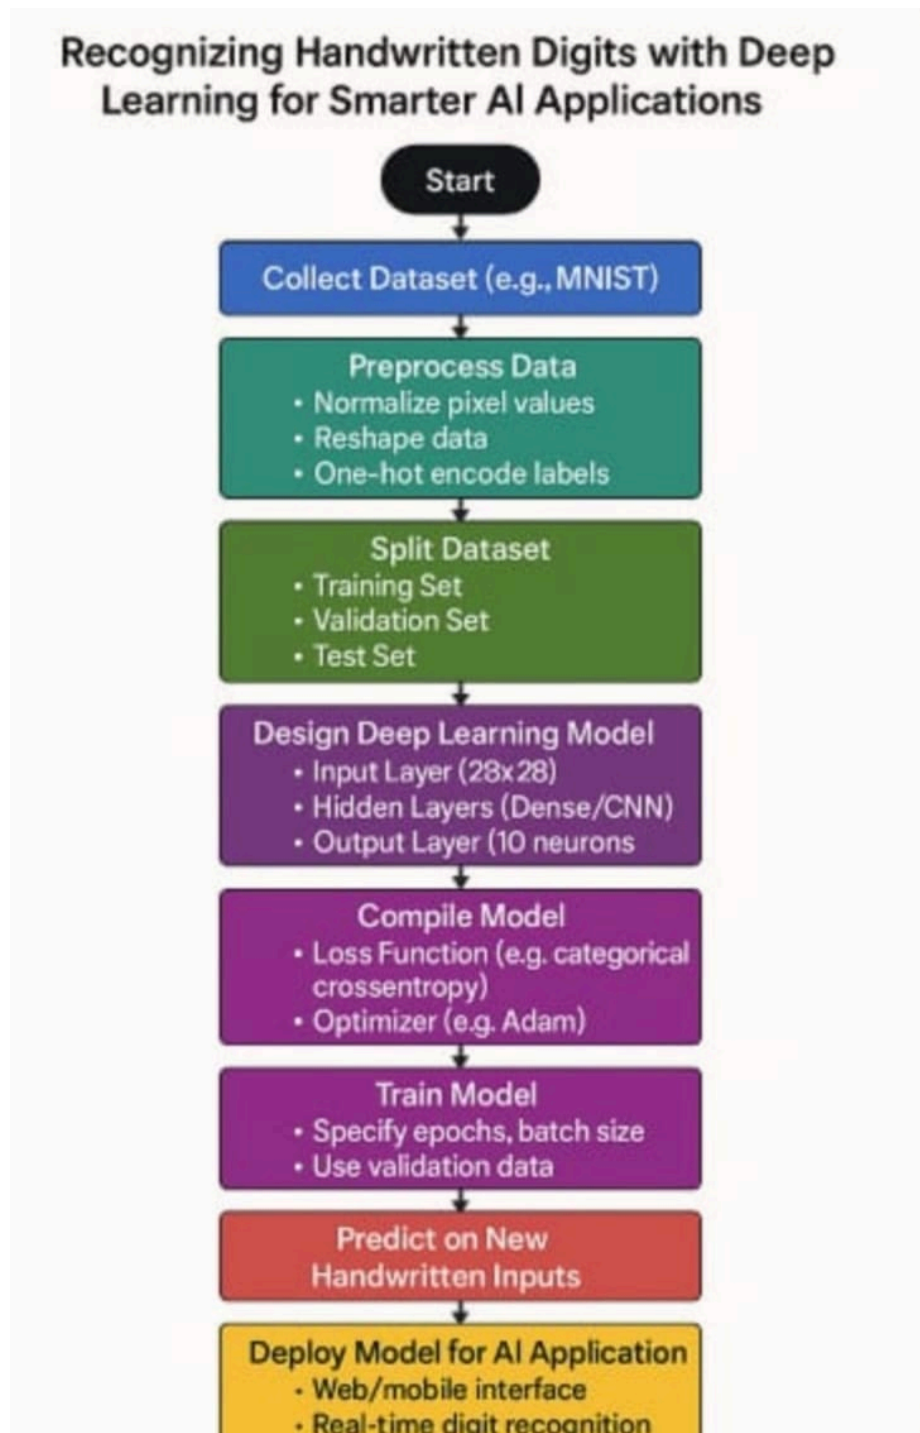 Recognizing Handwritten Digits with Deep
Learning for Smarter AI Applications
Start
Collect Dataset (e.g., MNIST)
Preprocess Data
• Normalize pixel values
• Reshape data
• One-hot encode labels
Split Dataset
• Training Set
• Validation Set
• Test Set
Design Deep Learning Model
• Input Layer (28x28)
• Hidden Layers (Dense/CNN)
• Output Layer (10 neurons
Compile Model
• Loss Function (e.g. categorical
crossentropy)
• Optimizer (e.g. Adam)
Train Model
• Specify epochs, batch size
• Use validation data
Predict on New
Handwritten Inputs
Deploy Model for AI Application
• Web/mobile interface
• Real-time digit recognition